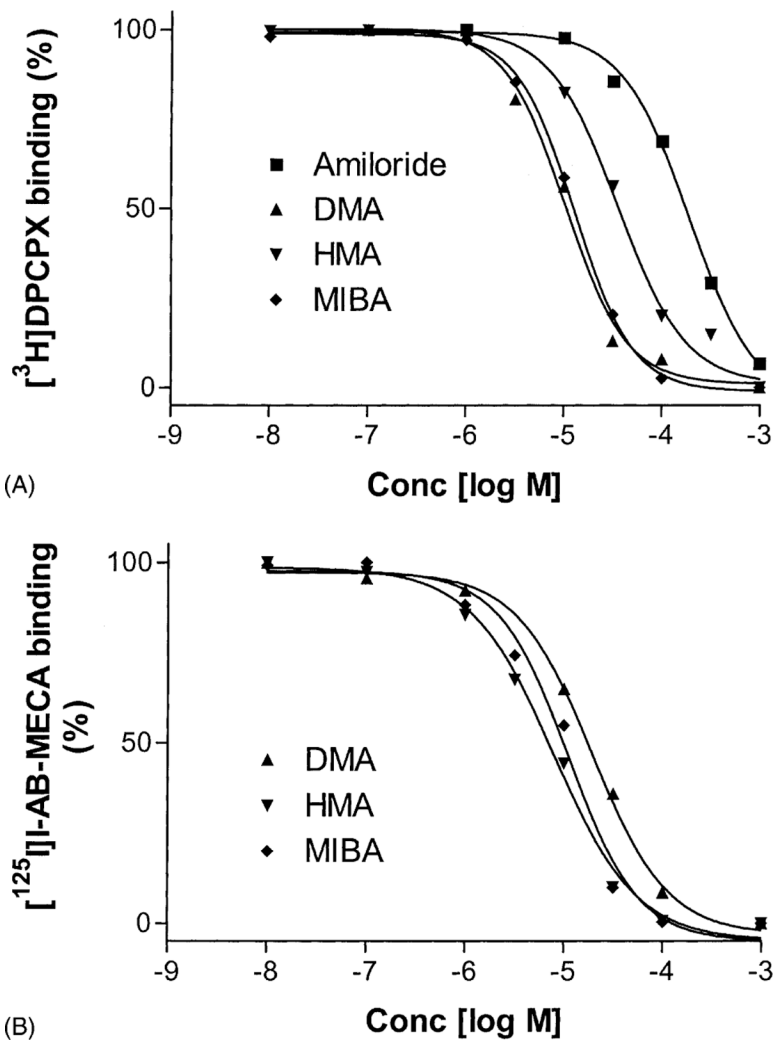 100
50
0
[³H]DPCPX binding (%)
Amiloride
DMA
HMA
MIBA
-9 -8 -7 -6 -5 -4 -3
Conc [log M]
(A)
100
50
0
[¹²⁵I]I-AB-MECA binding
(%)
DMA
HMA
MIBA
-9 -8 -7 -6 -5 -4 -3
Conc [log M]
(B)